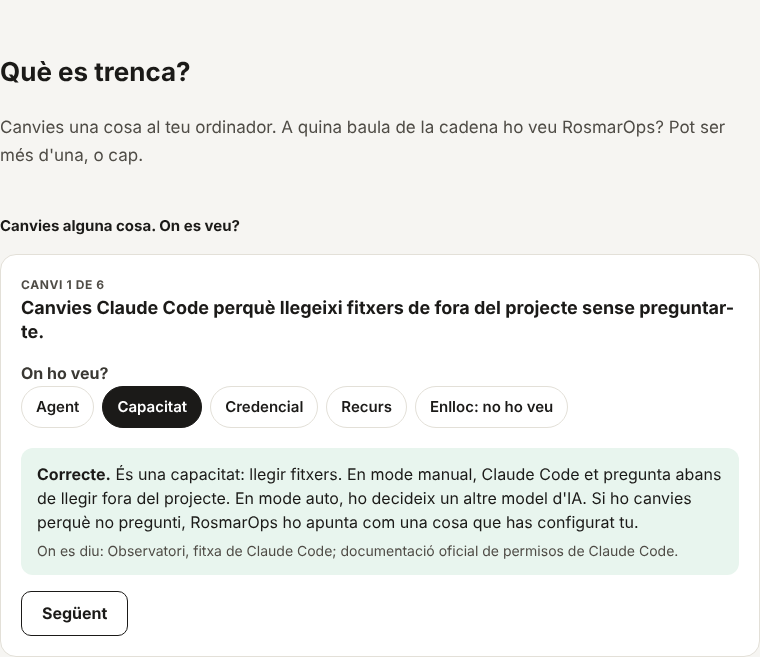 Què es trenca?
Canvies una cosa al teu ordinador. A quina baula de la cadena ho veu RosmarOps? Pot ser
més d'una, o cap.
Canvies alguna cosa. On es veu?
CANVI 1 DE 6
Canvies Claude Code perquè llegeixi fitxers de fora del projecte sense preguntar-
te.
On ho veu?
Agent
Capacitat
Credencial
Recurs
Enlloc: no ho veu
Correcte. És una capacitat: llegir fitxers. En mode manual, Claude Code et pregunta abans
de llegir fora del projecte. En mode auto, ho decideix un altre model d'IA. Si ho canvies
perquè no pregunti, RosmarOps ho apunta com una cosa que has configurat tu.
On es diu: Observatori, fitxa de Claude Code; documentació oficial de permisos de Claude Code.
Següent